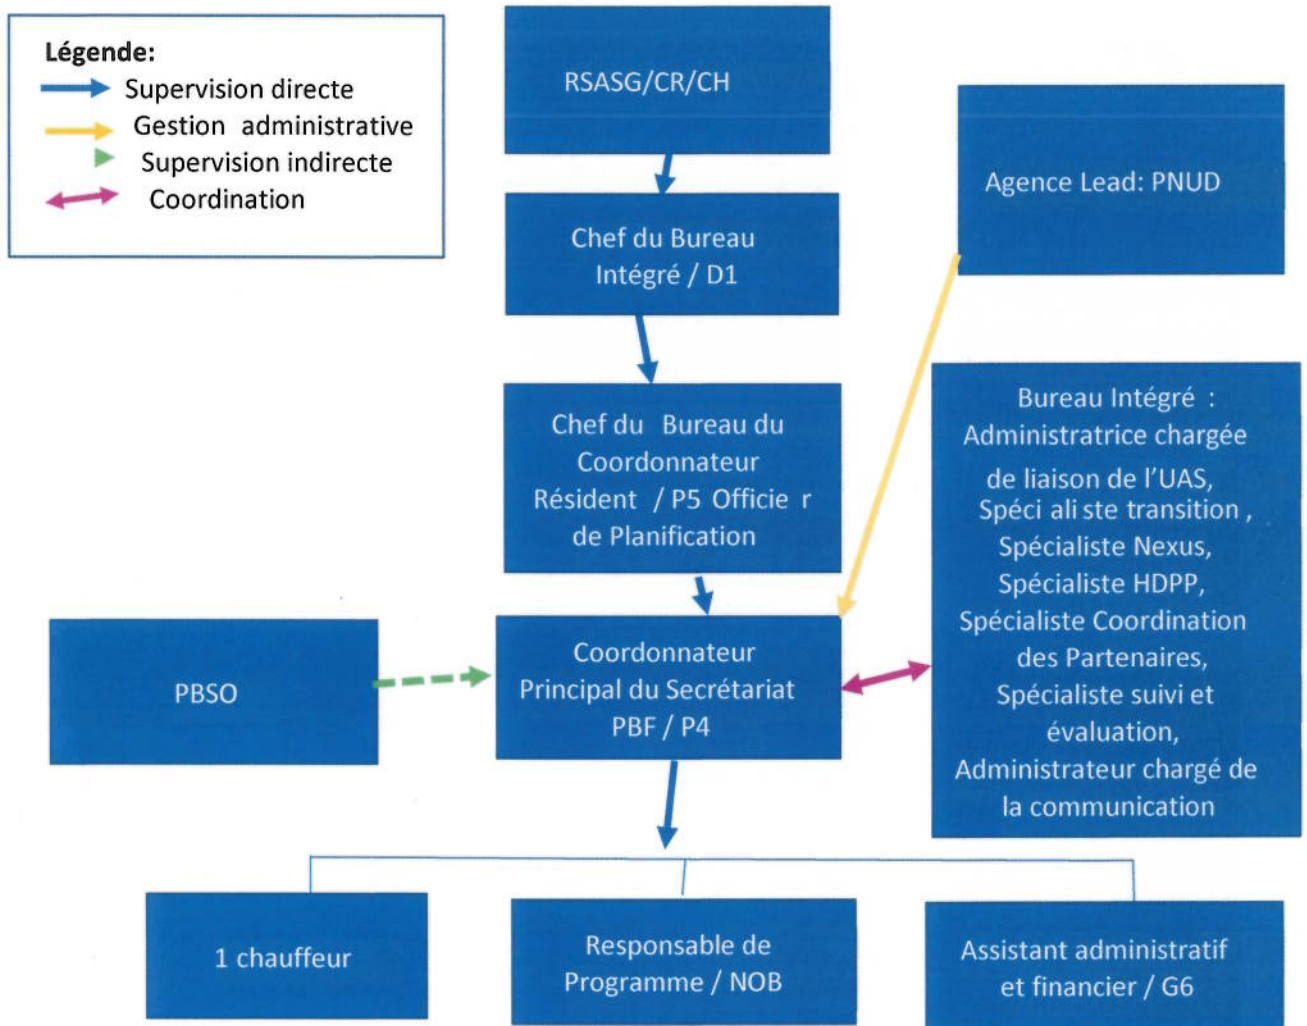 Légende:
Supervision directe
Gestion administrative
Supervision indirecte
Coordination
RSASG/CR/CH
Agence Lead: PNUD
Chef du Bureau
Intégré / D1
Chef du Bureau du
Coordonnateur
Résident / P5 Officie r
de Planification
Bureau Intégré :
Administratrice chargée
de liaison de l'UAS,
Spéci ali ste transition ,
Spécialiste Nexus,
Spécialiste HDPP,
Spécialiste Coordination
des Partenaires,
Spécialiste suivi et
évaluation,
Administrateur chargé de
la communication
PBSO
Coordonnateur
Principal du Secrétariat
PBF / P4
1 chauffeur
Responsable de
Programme / NOB
Assistant administratif
et financier / G6